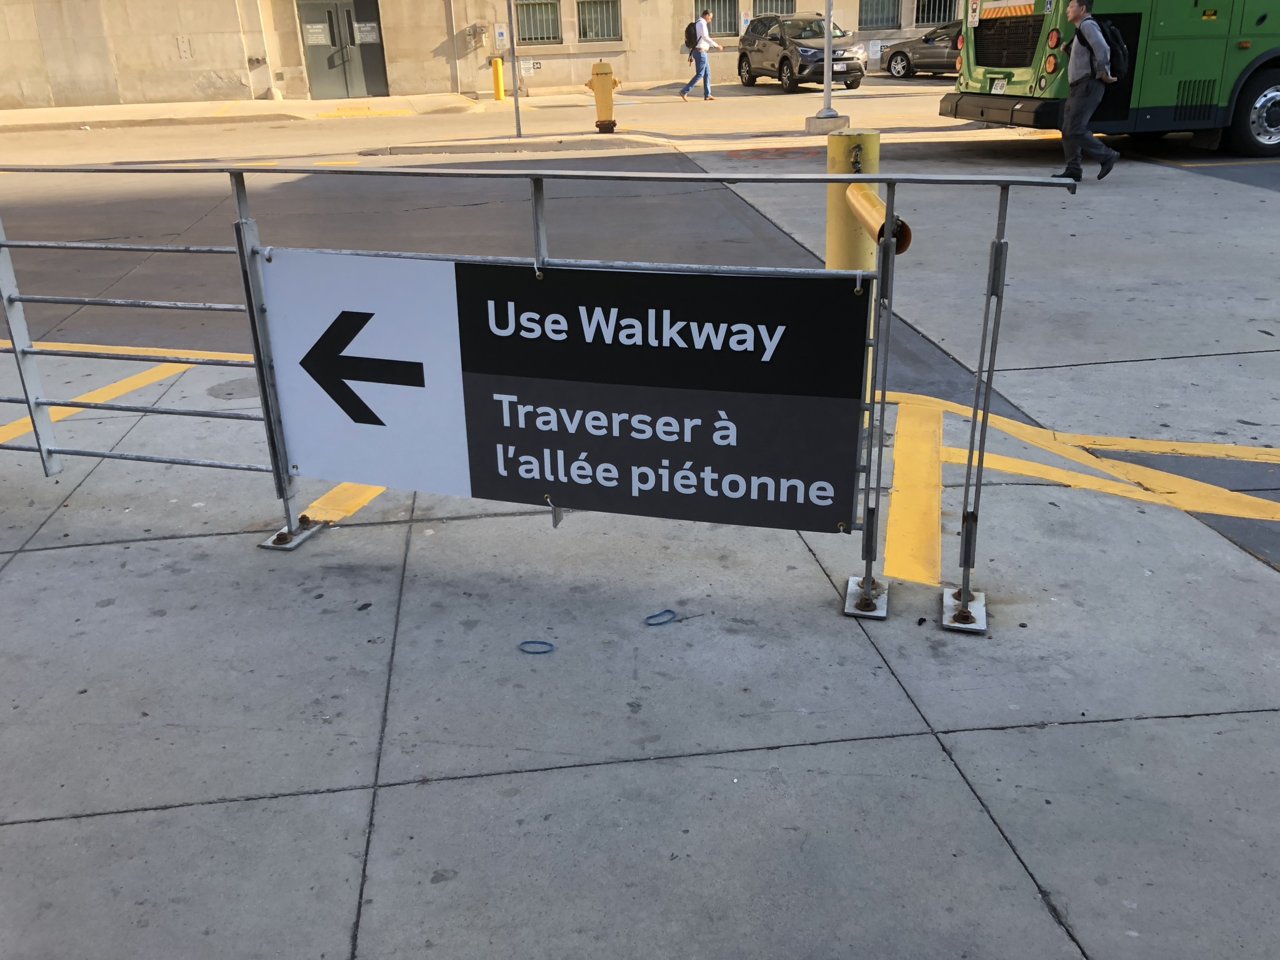 Use Walkway
Traverser à
l'allée piétonne